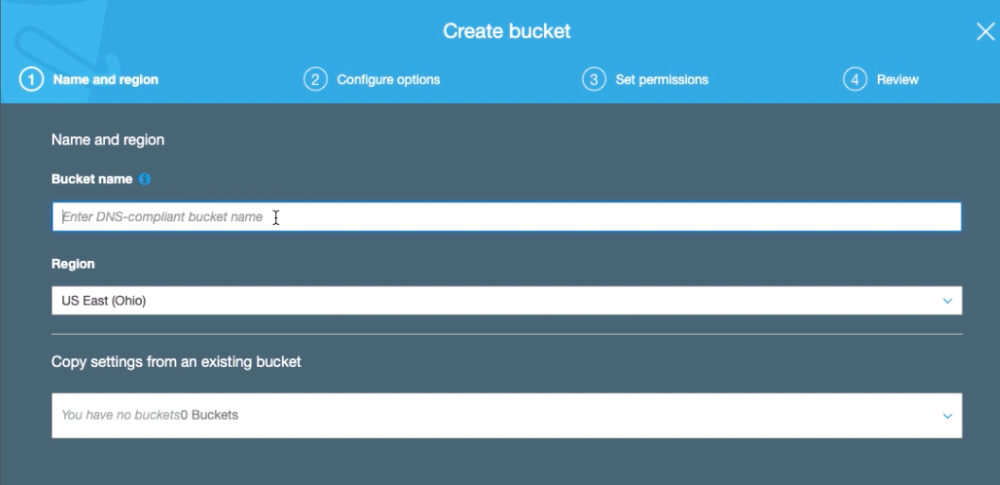 Create bucket
1 Name and region 2 Configure options 3 Set permissions 4 Review
Name and region
Bucket name
Enter DNS-compliant bucket name
Region
US East (Ohio)
Copy settings from an existing bucket
You have no buckets0 Buckets